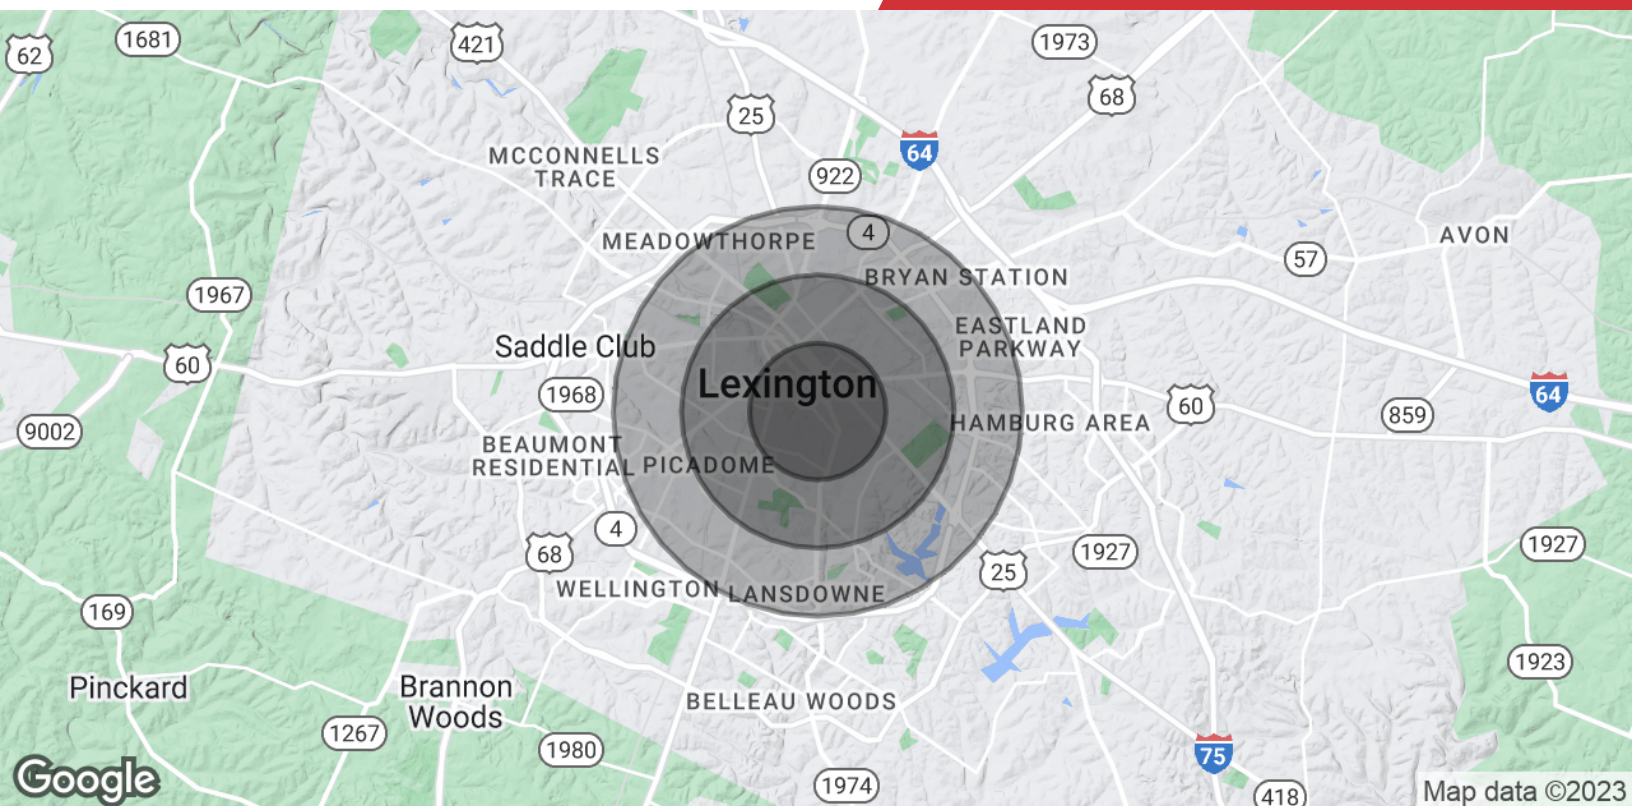 62
1681
421
1973
68
25
64
MCCONNELLS
TRACE
922
4
MEADOWTHORPE
AVON
57
BRYAN STATION
1967
EASTLAND
PARKWAY
Saddle Club
60
Lexington
64
1968
60
859
9002
HAMBURG AREA
BEAUMONT
RESIDENTIAL
PICADOME
4
68
1927
1927
25
WELLINGTON
LANSDOWNE
169
1923
Pinckard
Brannon
Woods
BELLEAU WOODS
1267
1980
75
Google
1974
418
Map data ©2023